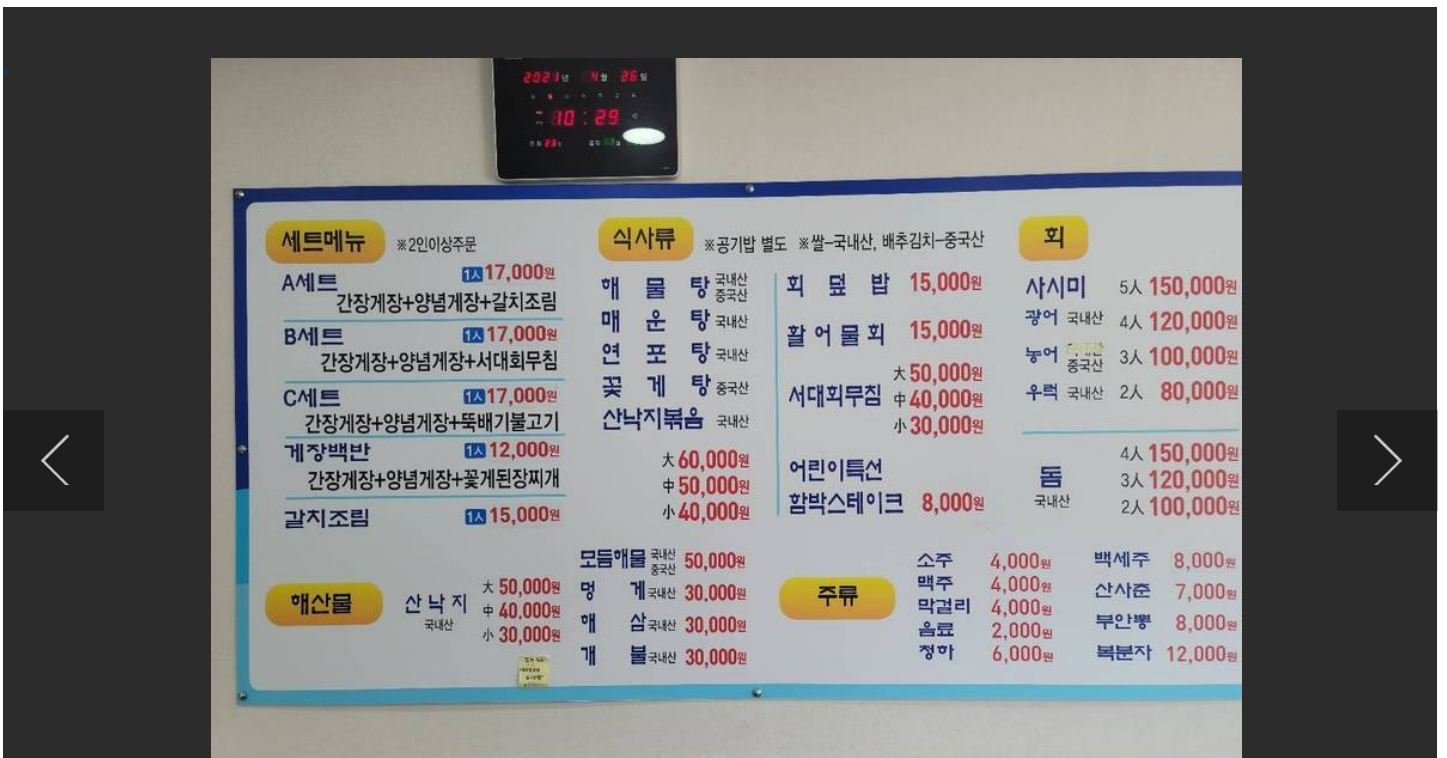 2021년 4월 26일
10:29
세트메뉴 ※2인이상주문
A세트 1人 17,000원
간장게장+양념게장+갈치조림
B세트 1人 17,000원
간장게장+양념게장+서대회무침
C세트 1人 17,000원
간장게장+양념게장+뚝배기불고기
게장백반 1人 12,000원
간장게장+양념게장+꽃게된장찌개
갈치조림 1人 15,000원
식사류 ※공기밥 별도 ※쌀-국내산, 배추김치-중국산
해물탕 국내산 중국산
매운탕 국내산
연포탕 국내산
꽃게탕 중국산
산낙지볶음 국내산
大 60,000원
中 50,000원
小 40,000원
회덮밥 15,000원
활어물회 15,000원
서대회무침
大 50,000원
中 40,000원
小 30,000원
어린이특선
함박스테이크 8,000원
회
사시미 5人 150,000원
광어 국내산 4人 120,000원
농어 중국산 3人 100,000원
우럭 국내산 2人 80,000원
돔 국내산
4人 150,000원
3人 120,000원
2人 100,000원
해산물
산낙지 국내산
大 50,000원
中 40,000원
小 30,000원
모듬해물 국내산 중국산 50,000원
멍게 국내산 30,000원
해삼 국내산 30,000원
개불 국내산 30,000원
주류
소주 4,000원
맥주 4,000원
막걸리 4,000원
음료 2,000원
청하 6,000원
백세주 8,000원
산사춘 7,000원
부안뽕 8,000원
복분자 12,000원